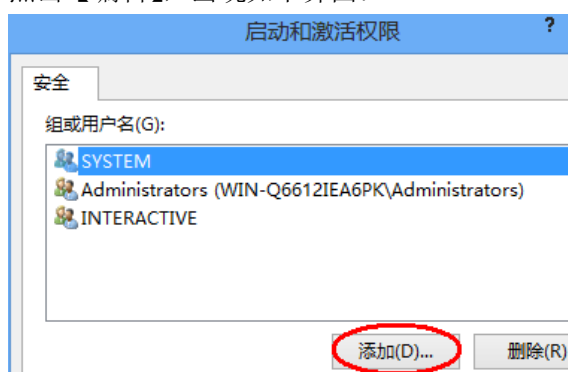 启动和激活权限 ?
安全
组或用户名(G):
SYSTEM
Administrators (WIN-Q6612IEA6PK\Administrators)
INTERACTIVE
添加(D)... 删除(R)